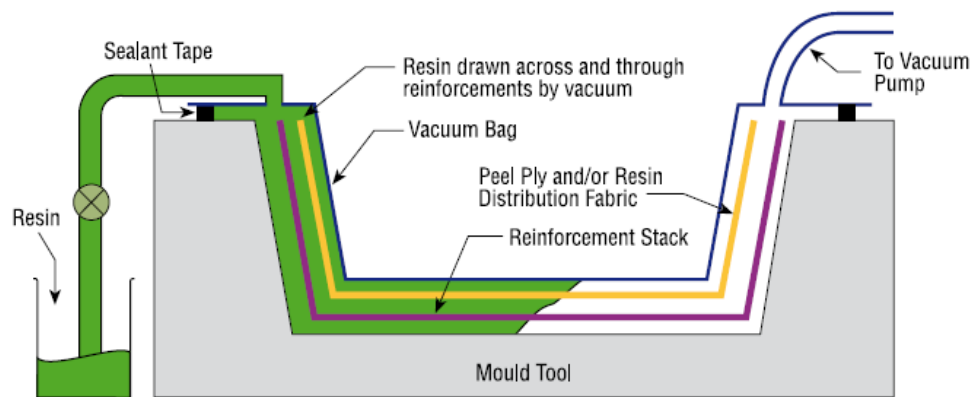 Sealant Tape
Resin drawn across and through
reinforcements by vacuum
To Vacuum
Pump
Vacuum Bag
Peel Ply and/or Resin
Distribution Fabric
Resin
Reinforcement Stack
Mould Tool